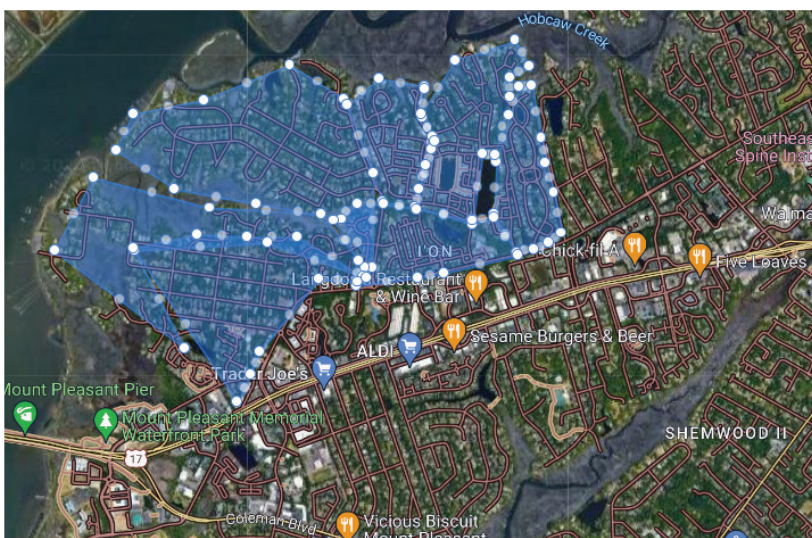 Hobcaw Creek
Southeas
Spine Inst
Walma
I'ON
Chick-fil-A
Five Loaves
Langdon's Restaurant
& Wine Bar
Sesame Burgers & Beer
ALDI
Trader Joe's
Mount Pleasant Pier
Mount Pleasant Memorial
Waterfront Park
17
SHEMWOOD II
Coleman Blvd
Vicious Biscuit
Mount Pleasant